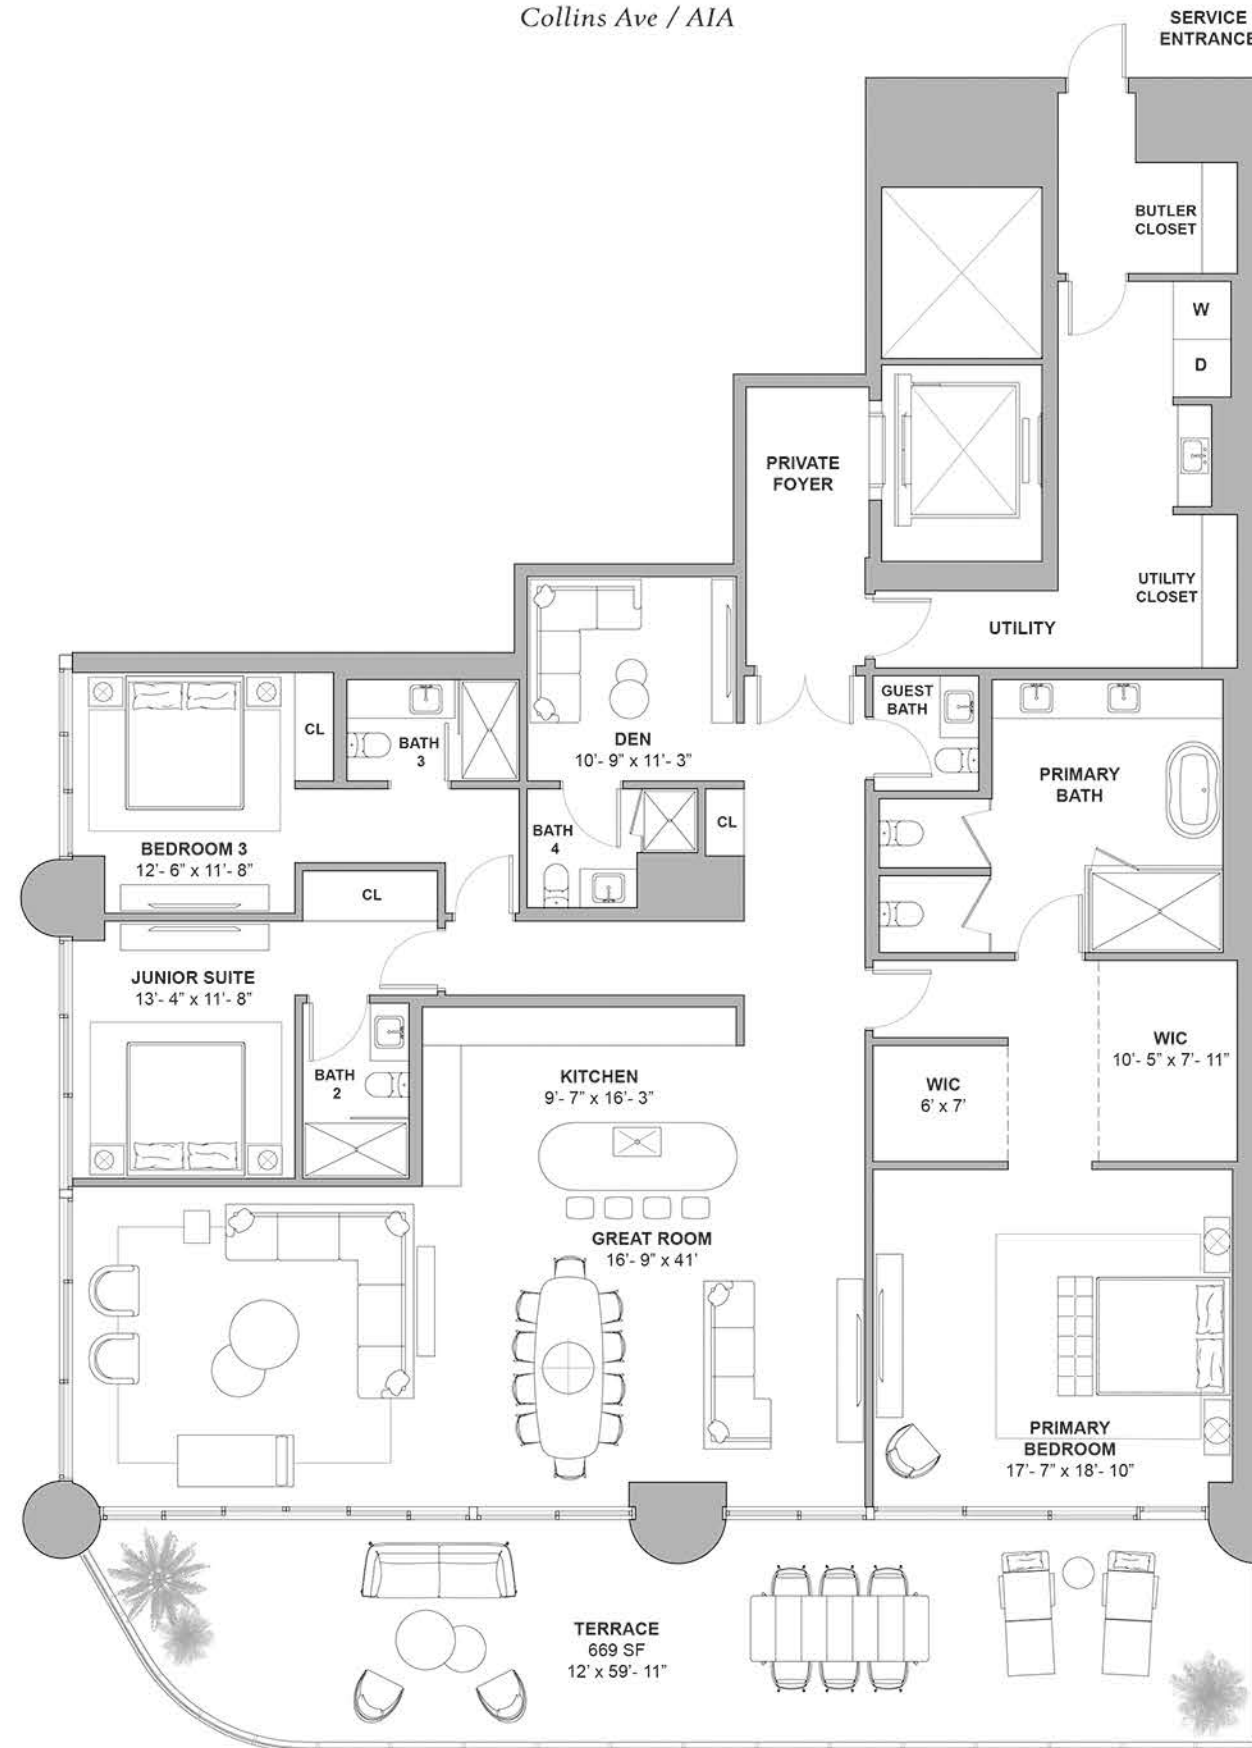 Collins Ave / AIA
SERVICE
ENTRANCE
BUTLER
CLOSET
W
D
PRIVATE
FOYER
UTILITY
CLOSET
UTILITY
GUEST
BATH
CL
BATH
3
DEN
10'- 9" x 11'- 3"
PRIMARY
BATH
BATH
4
CL
BEDROOM 3
12'- 6" x 11'- 8"
CL
JUNIOR SUITE
13'- 4" x 11'- 8"
WIC
10'- 5" x 7'- 11"
BATH
2
KITCHEN
9'- 7" x 16'- 3"
WIC
6' x 7'
GREAT ROOM
16'- 9" x 41'
PRIMARY
BEDROOM
17'- 7" x 18'- 10"
TERRACE
669 SF
12' x 59'- 11"